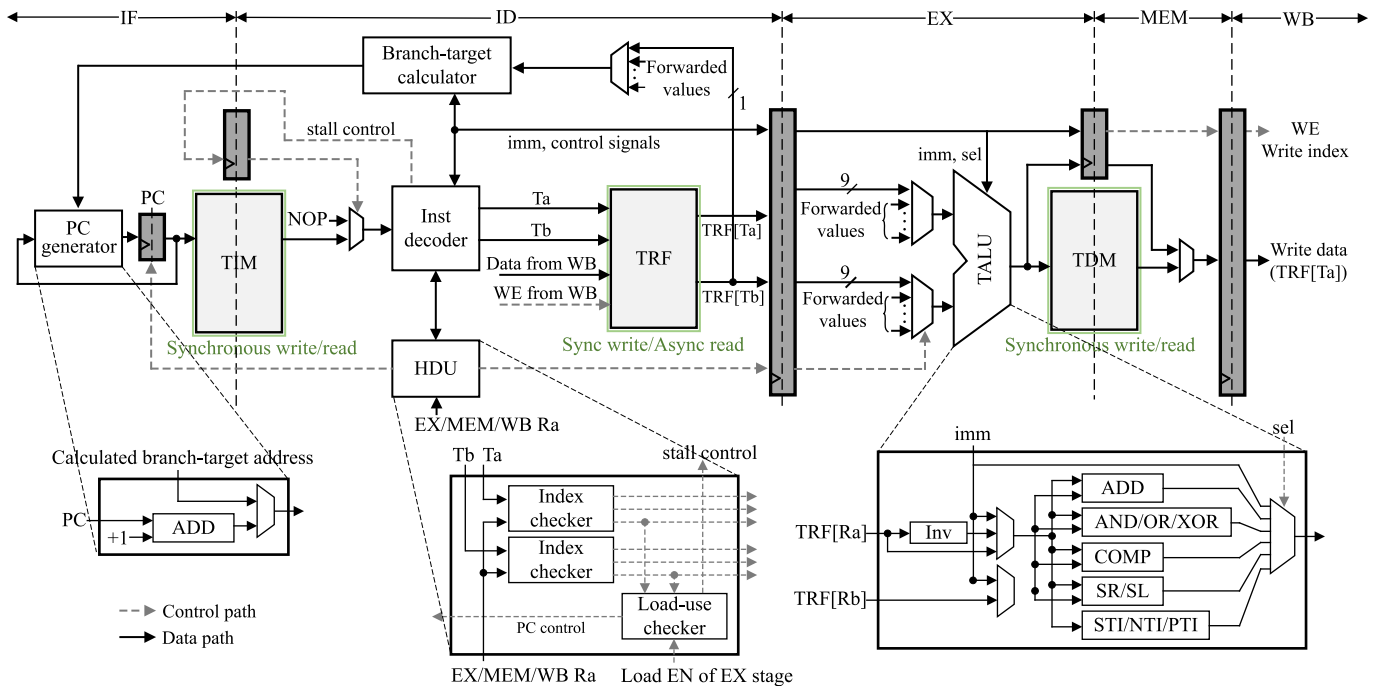 IF
ID
EX
MEM
WB
Branch-target
calculator
Forwarded
values
1
stall control
imm, control signals
WE
Write index
imm, sel
PC
PC
generator
TIM
NOP
Inst
decoder
Ta
Tb
Data from WB
WE from WB
TRF
TRF[Ta]
TRF[Tb]
9
Forwarded
values
9
Forwarded
values
TALU
TDM
Write data
(TRF[Ta])
Synchronous write/read
Sync write/Async read
Synchronous write/read
HDU
EX/MEM/WB Ra
Calculated branch-target address
PC
+1
ADD
Tb
Ta
stall control
Index
checker
Index
checker
Load-use
checker
PC control
EX/MEM/WB Ra
Load EN of EX stage
imm
sel
TRF[Ra]
Inv
TRF[Rb]
ADD
AND/OR/XOR
COMP
SR/SL
STI/NTI/PTI
Control path
Data path